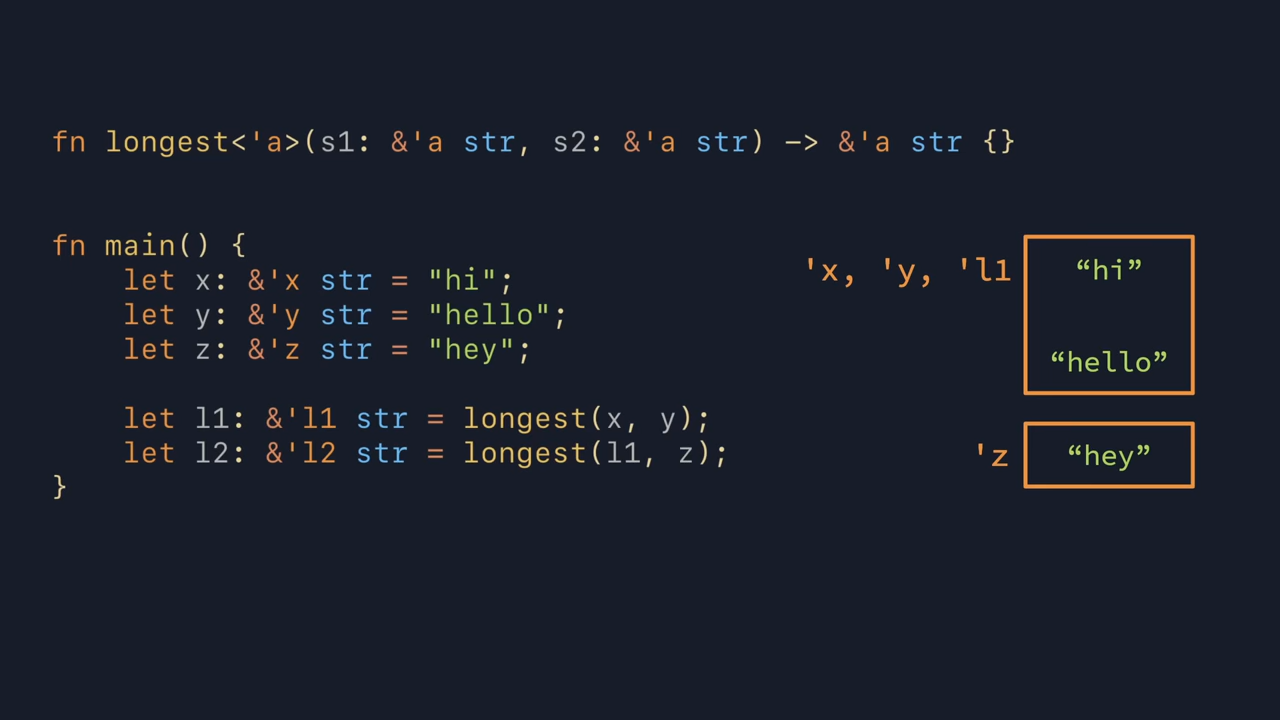 fn longest<'a>(s1: &'a str, s2: &'a str) -> &'a str {}
fn main() {
    let x: &'x str = "hi";
    let y: &'y str = "hello";
    let z: &'z str = "hey";
    let l1: &'l1 str = longest(x, y);
    let l2: &'l2 str = longest(l1, z);
}
'x, 'y, 'l1
“hi”
“hello”
'z
“hey”